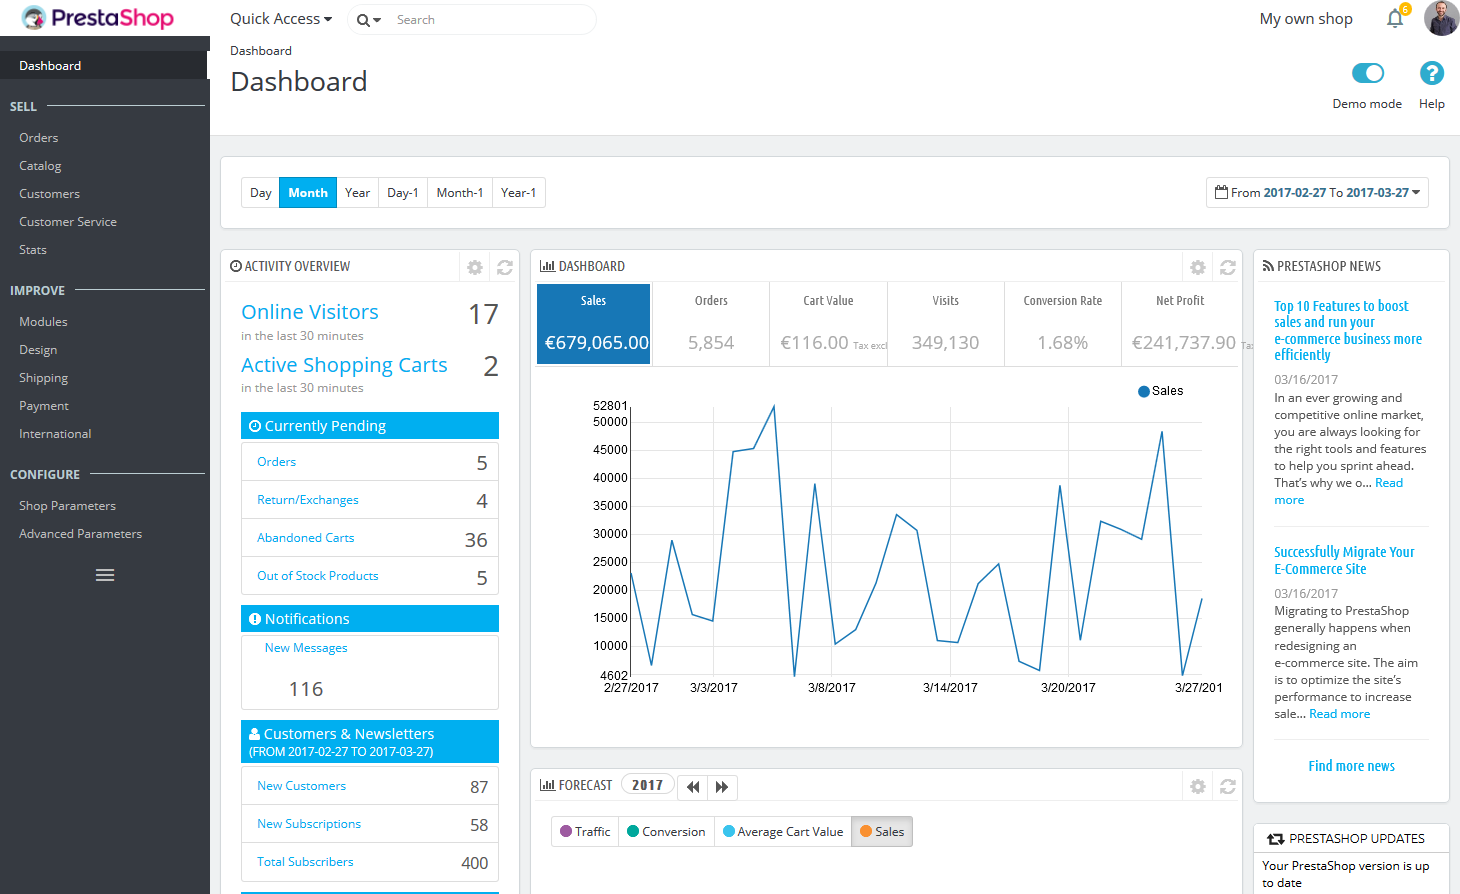 PrestaShop
Quick Access
Search
My own shop
6
Dashboard
Dashboard
Demo mode
Help
Dashboard
SELL
Orders
Catalog
Customers
Customer Service
Stats
IMPROVE
Modules
Design
Shipping
Payment
International
CONFIGURE
Shop Parameters
Advanced Parameters
Day
Month
Year
Day-1
Month-1
Year-1
From 2017-02-27 To 2017-03-27
ACTIVITY OVERVIEW
Online Visitors 17
in the last 30 minutes
Active Shopping Carts 2
in the last 30 minutes
Currently Pending
Orders 5
Return/Exchanges 4
Abandoned Carts 36
Out of Stock Products 5
Notifications
New Messages
116
Customers & Newsletters
(FROM 2017-02-27 TO 2017-03-27)
New Customers 87
New Subscriptions 58
Total Subscribers 400
DASHBOARD
Sales
€679,065.00
Orders
5,854
Cart Value
€116.00 Tax excl
Visits
349,130
Conversion Rate
1.68%
Net Profit
€241,737.90 Tax
Sales
52801
50000
45000
40000
35000
30000
25000
20000
15000
10000
4602
2/27/2017
3/3/2017
3/8/2017
3/14/2017
3/20/2017
3/27/201
FORECAST
2017
Traffic
Conversion
Average Cart Value
Sales
PRESTASHOP NEWS
Top 10 Features to boost
sales and run your
e-commerce business more
efficiently
03/16/2017
In an ever growing and
competitive online market,
you are always looking for
the right tools and features
to help you sprint ahead.
That's why we o... Read
more
Successfully Migrate Your
E-Commerce Site
03/16/2017
Migrating to PrestaShop
generally happens when
redesigning an
e-commerce site. The aim
is to optimize the site's
performance to increase
sale... Read more
Find more news
PRESTASHOP UPDATES
Your PrestaShop version is up
to date